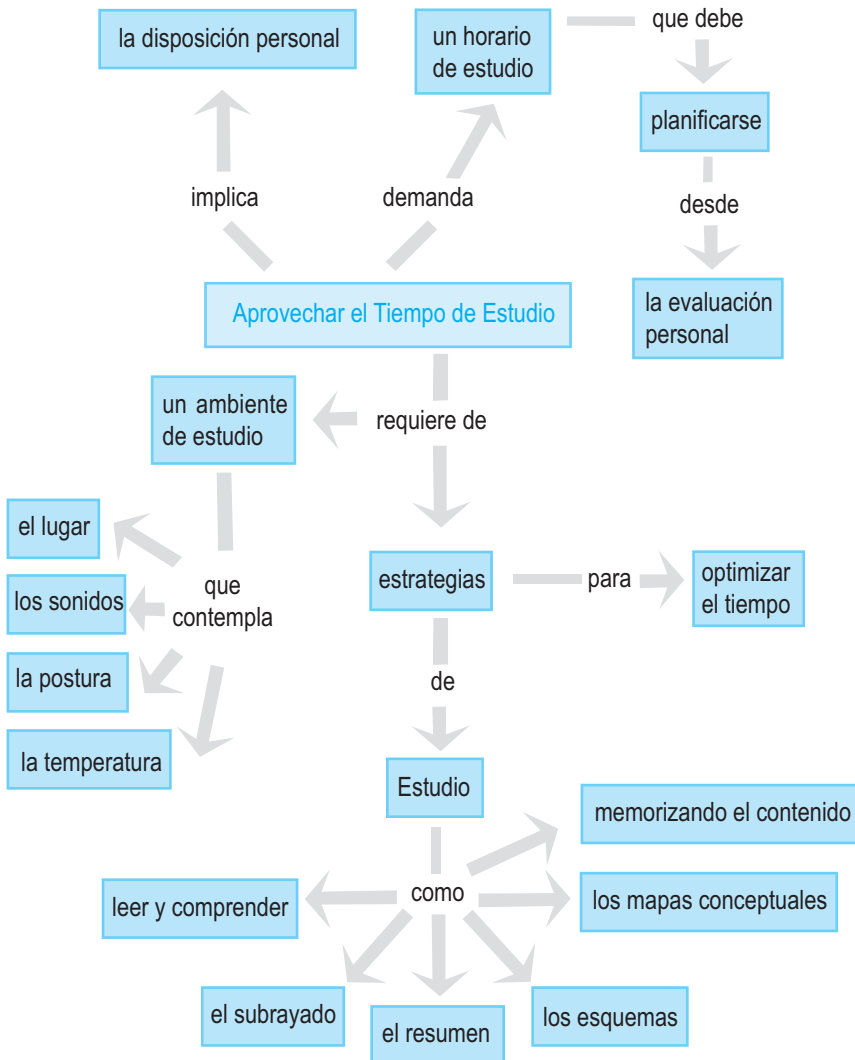 la disposición personal
un horario
de estudio
que debe
planificarse
implica
demanda
desde
Aprovechar el Tiempo de Estudio
la evaluación
personal
un ambiente
de estudio
requiere de
el lugar
los sonidos
la postura
la temperatura
que
contempla
estrategias
para
optimizar
el tiempo
de
Estudio
memorizando el contenido
leer y comprender
como
los mapas conceptuales
el subrayado
el resumen
los esquemas